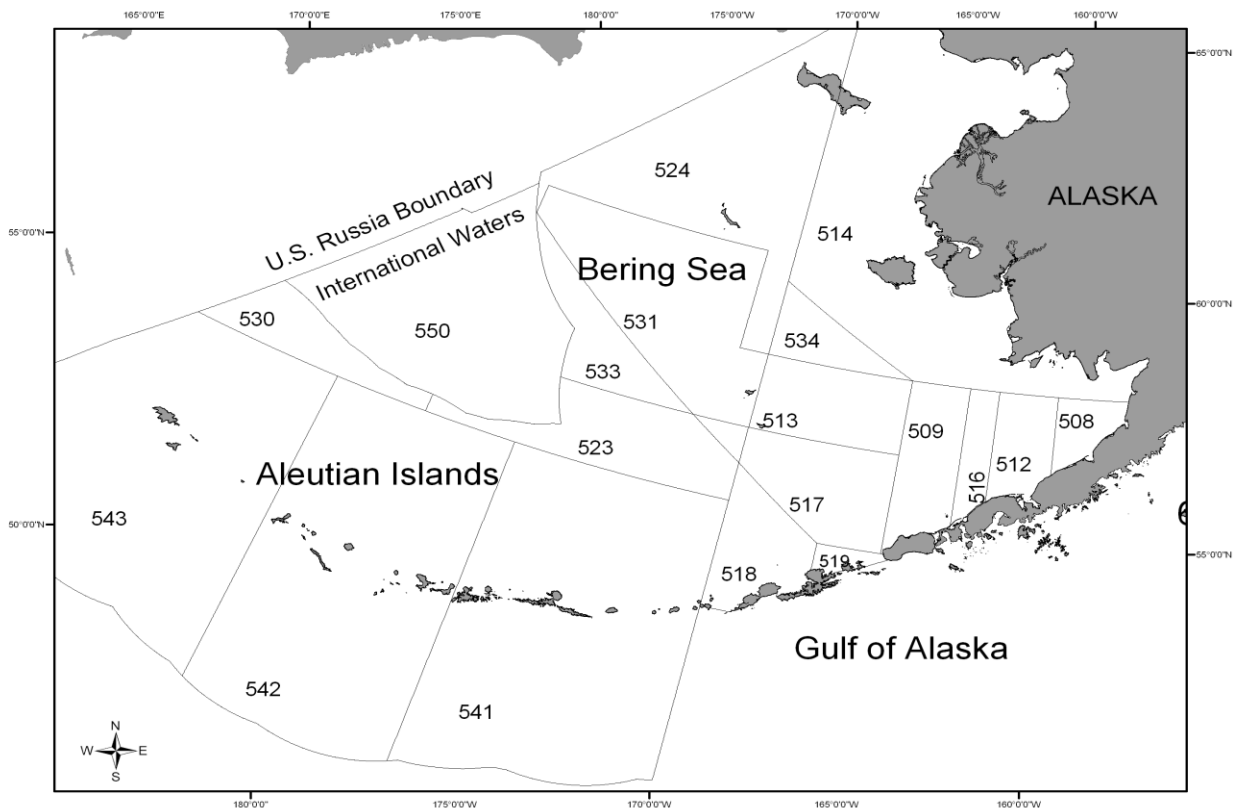 165°0'0"E
170°0'0"E
175°0'0"E
180°0'0"
175°0'0"W
170°0'0"W
165°0'0"W
160°0'0"W
65°0'0"N
524
ALASKA
U.S. Russia Boundary
55°0'0"N
514
International Waters
Bering Sea
60°0'0"N
530
550
531
534
533
513
509
508
523
512
Aleutian Islands
516
543
517
50°0'0"N
55°0'0"N
518
519
Gulf of Alaska
542
541
N
W
E
S
180°0'0"
175°0'0"W
170°0'0"W
165°0'0"W
160°0'0"W